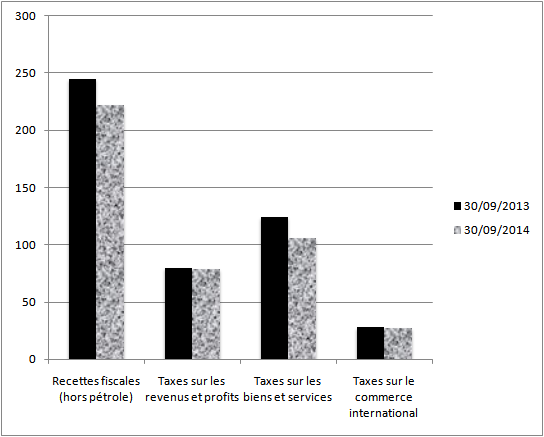 300
250
200
150
100
50
0
Recettes fiscales
(hors pétrole)
Taxes sur les
revenus et profits
Taxes sur les
biens et services
Taxes sur le
commerce
international
30/09/2013
30/09/2014